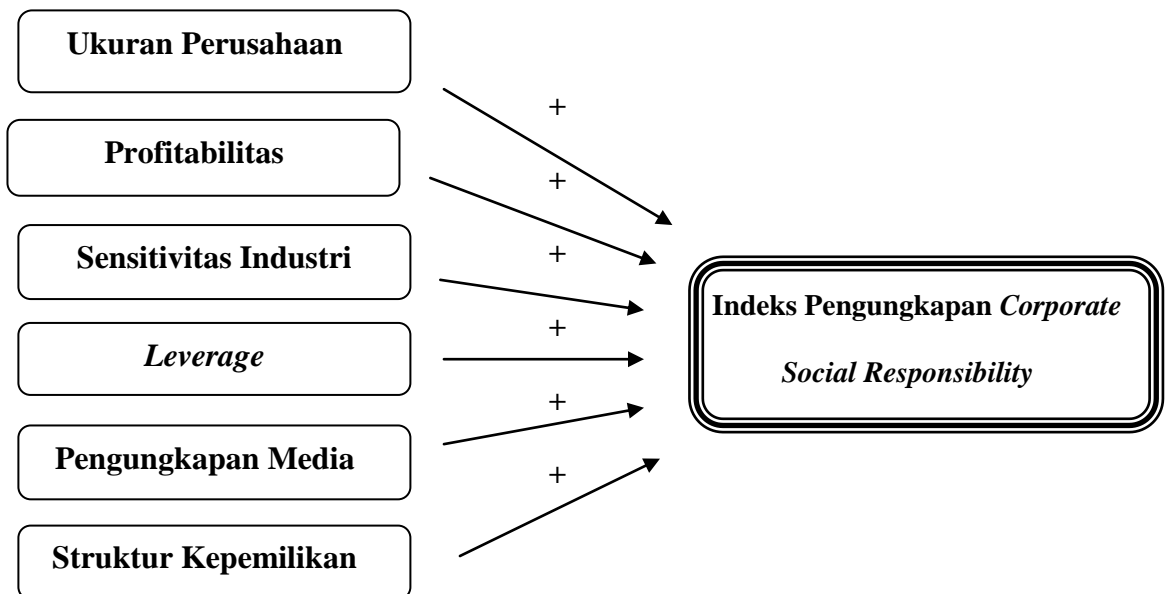 Ukuran Perusahaan
+
Profitabilitas
+
Sensitivitas Industri
+
Leverage
+
Pengungkapan Media
+
Struktur Kepemilikan
+
Indeks Pengungkapan Corporate
Social Responsibility